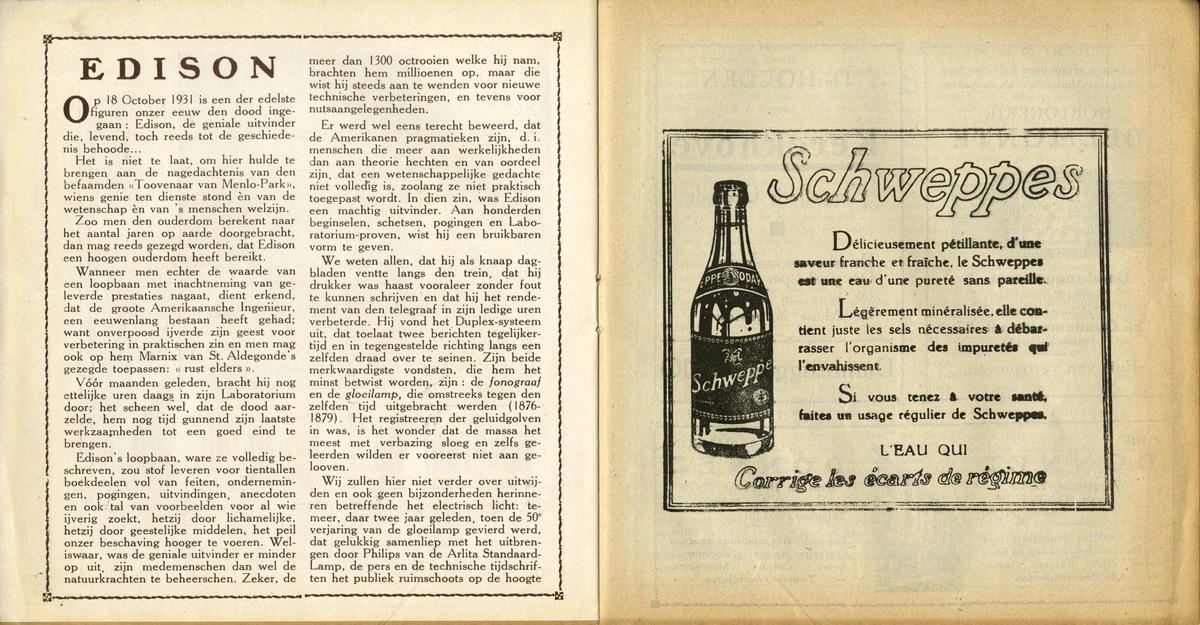 EDISON
Op 18 October 1931 is een der edelste
figuren onzer eeuw den dood inge-
gaan : Edison, de geniale uitvinder
die, levend, toch reeds tot de geschiede-
nis behoode...
Het is niet te laat, om hier hulde te
brengen aan de nagedachtenis van den
befaamden «Toovenaar van Menlo-Park»,
wiens genie ten dienste stond èn van de
wetenschap èn van 's menschen welzijn.
Zoo men den ouderdom berekent naar
het aantal jaren op aarde doorgebracht,
dan mag reeds gezegd worden, dat Edison
een hoogen ouderdom heeft bereikt.
Wanneer men echter de waarde van
een loopbaan met inachtneming van ge-
leverde prestaties nagaat, dient erkend,
dat de groote Amerikaansche Ingenieur,
een eeuwenlang bestaan heeft gehad;
want onverpoosd ijverde zijn geest voor
verbetering in praktischen zin en men mag
ook op hem Marnix van St. Aldegonde's
gezegde toepassen: « rust elders ».
Vóór maanden geleden, bracht hij nog
ettelijke uren daags in zijn Laboratorium
door; het scheen wel, dat de dood aar-
zelde, hem nog tijd gunnend zijn laatste
werkzaamheden tot een goed einde te
brengen.
Edison's loopbaan, ware ze volledig be-
schreven, zou stof leveren voor tientallen
boekdeelen vol van feiten, ondernemin-
gen, pogingen, uitvindingen, anecdoten
en ook tal van voorbeelden voor al wie
ijverig zoekt, hetzij door lichamelijke,
hetzij door geestelijke middelen, het peil
onzer beschaving hooger te voeren. Wel-
iswaar, was de geniale uitvinder er minder
op uit, zijn medemenschen dan wel de
natuurkrachten te beheerschen. Zeker, de
meer dan 1300 octrooien welke hij nam,
brachten hem millioenen op, maar die
wist hij steeds aan te wenden voor nieuwe
technische verbeteringen, en tevens voor
nutsaangelegenheden.
Er werd wel eens terecht beweerd, dat
de Amerikanen pragmatieken zijn, d. i.
menschen die meer aan werkelijkheden
dan aan theorie hechten en van oordeel
zijn, dat een wetenschappelijke gedachte
niet volledig is, zoolang ze niet praktisch
toegepast wordt. In dien zin, was Edison
een machtig uitvinder. Aan honderden
beginselen, schetsen, pogingen en Labo-
ratorium-proven, wist hij een bruikbaren
vorm te geven.
We weten allen, dat hij als knaap dag-
bladen ventte langs den trein, dat hij
drukker was haast vooraleer zonder fout
te kunnen schrijven en dat hij het rende-
ment van den telegraaf in zijn ledige uren
verbeterde. Hij vond het Duplex-systeem
uit, dat toelaat twee berichten tegelijker-
tijd en in tegengestelde richting langs een
zelfden draad over te seinen. Zijn beide
merkwaardigste vondsten, die hem het
minst betwist worden, zijn : de fonograaf
en de gloeilamp, die omstreeks tegen den
zelfden tijd uitgebracht werden (1876-
1879). Het registreeren der geluidgolven
in was, is het wonder dat de massa het
meest met verbazing sloeg en zelfs ge-
leerden wilden er vooreerst niet aan ge-
looven.
Wij zullen hier niet verder over uitwij-
den en ook geen bijzonderheden herinne-
ren betreffende het electrisch licht: te-
meer, daar twee jaar geleden, toen de 50e
verjaring van de gloeilamp gevierd werd,
dat gelukkig samenliep met het uitbren-
gen door Philips van de Arlita Standaard-
Lamp, de pers en de technische tijdschrif-
ten het publiek ruimschoots op de hoogte
Schweppes
Délicieusement pétillante, d'une
saveur franche et fraîche, le Schweppes
est une eau d'une pureté sans pareille.
Légèrement minéralisée, elle con-
tient juste les sels nécessaires à débar-
rasser l'organisme des impuretés qui
l'envahissent.
Si vous tenez à votre santé,
faites un usage régulier de Schweppes.
L'EAU QUI
Corrige les écarts de régime
EPPE SODA
Schweppe